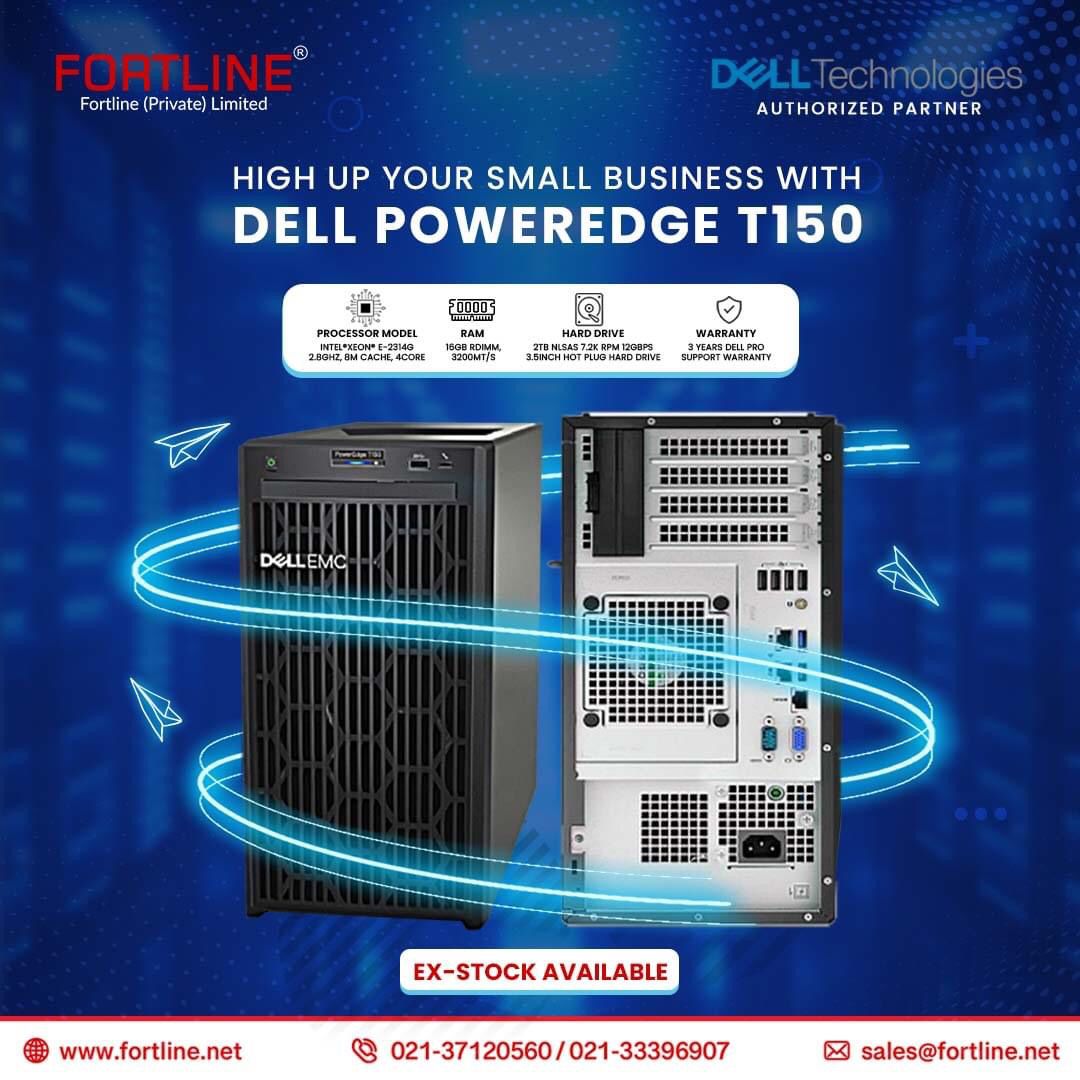 FORTLINE®
Fortline (Private) Limited
DELLTechnologies
AUTHORIZED PARTNER
HIGH UP YOUR SMALL BUSINESS WITH
DELL POWEREDGE T150
PROCESSOR MODEL
INTEL®XEON® E-2314G
2.8GHZ, 8M CACHE, 4CORE
RAM
16GB RDIMM,
3200MT/S
HARD DRIVE
2TB NLSAS 7.2K RPM 12GBPS
3.5INCH HOT PLUG HARD DRIVE
WARRANTY
3 YEARS DELL PRO
SUPPORT WARRANTY
PowerEdge T150
DELLEMC
EX-STOCK AVAILABLE
www.fortline.net
021-37120560 / 021-33396907
sales@fortline.net